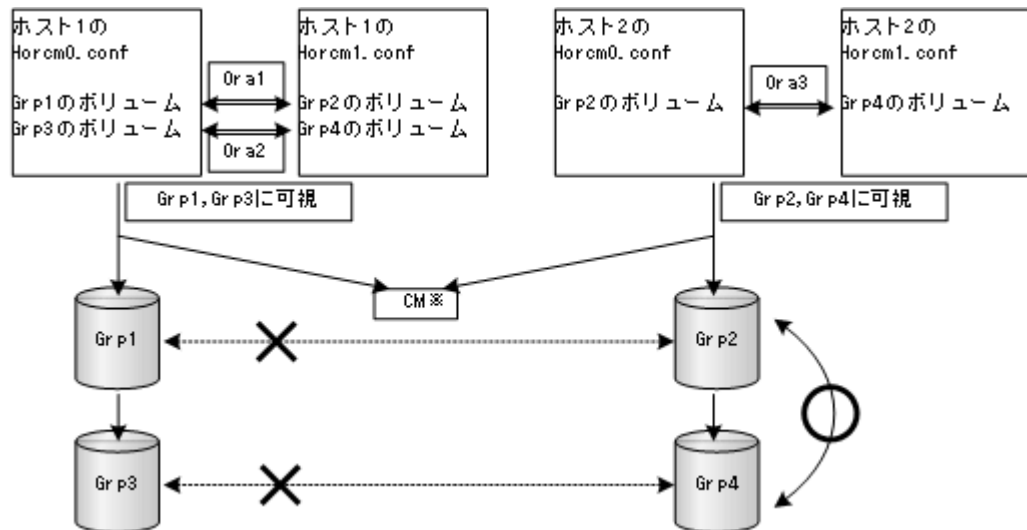 ホスト1の
Horcm0.conf
Grp1のボリューム
Grp3のボリューム
Ora1
Ora2
ホスト1の
Horcm1.conf
Grp2のボリューム
Grp4のボリューム
ホスト2の
Horcm0.conf
Grp2のボリューム
Ora3
ホスト2の
Horcm1.conf
Grp4のボリューム
Grp1,Grp3に可視
Grp2,Grp4に可視
CM※
Grp1
Grp2
Grp3
Grp4